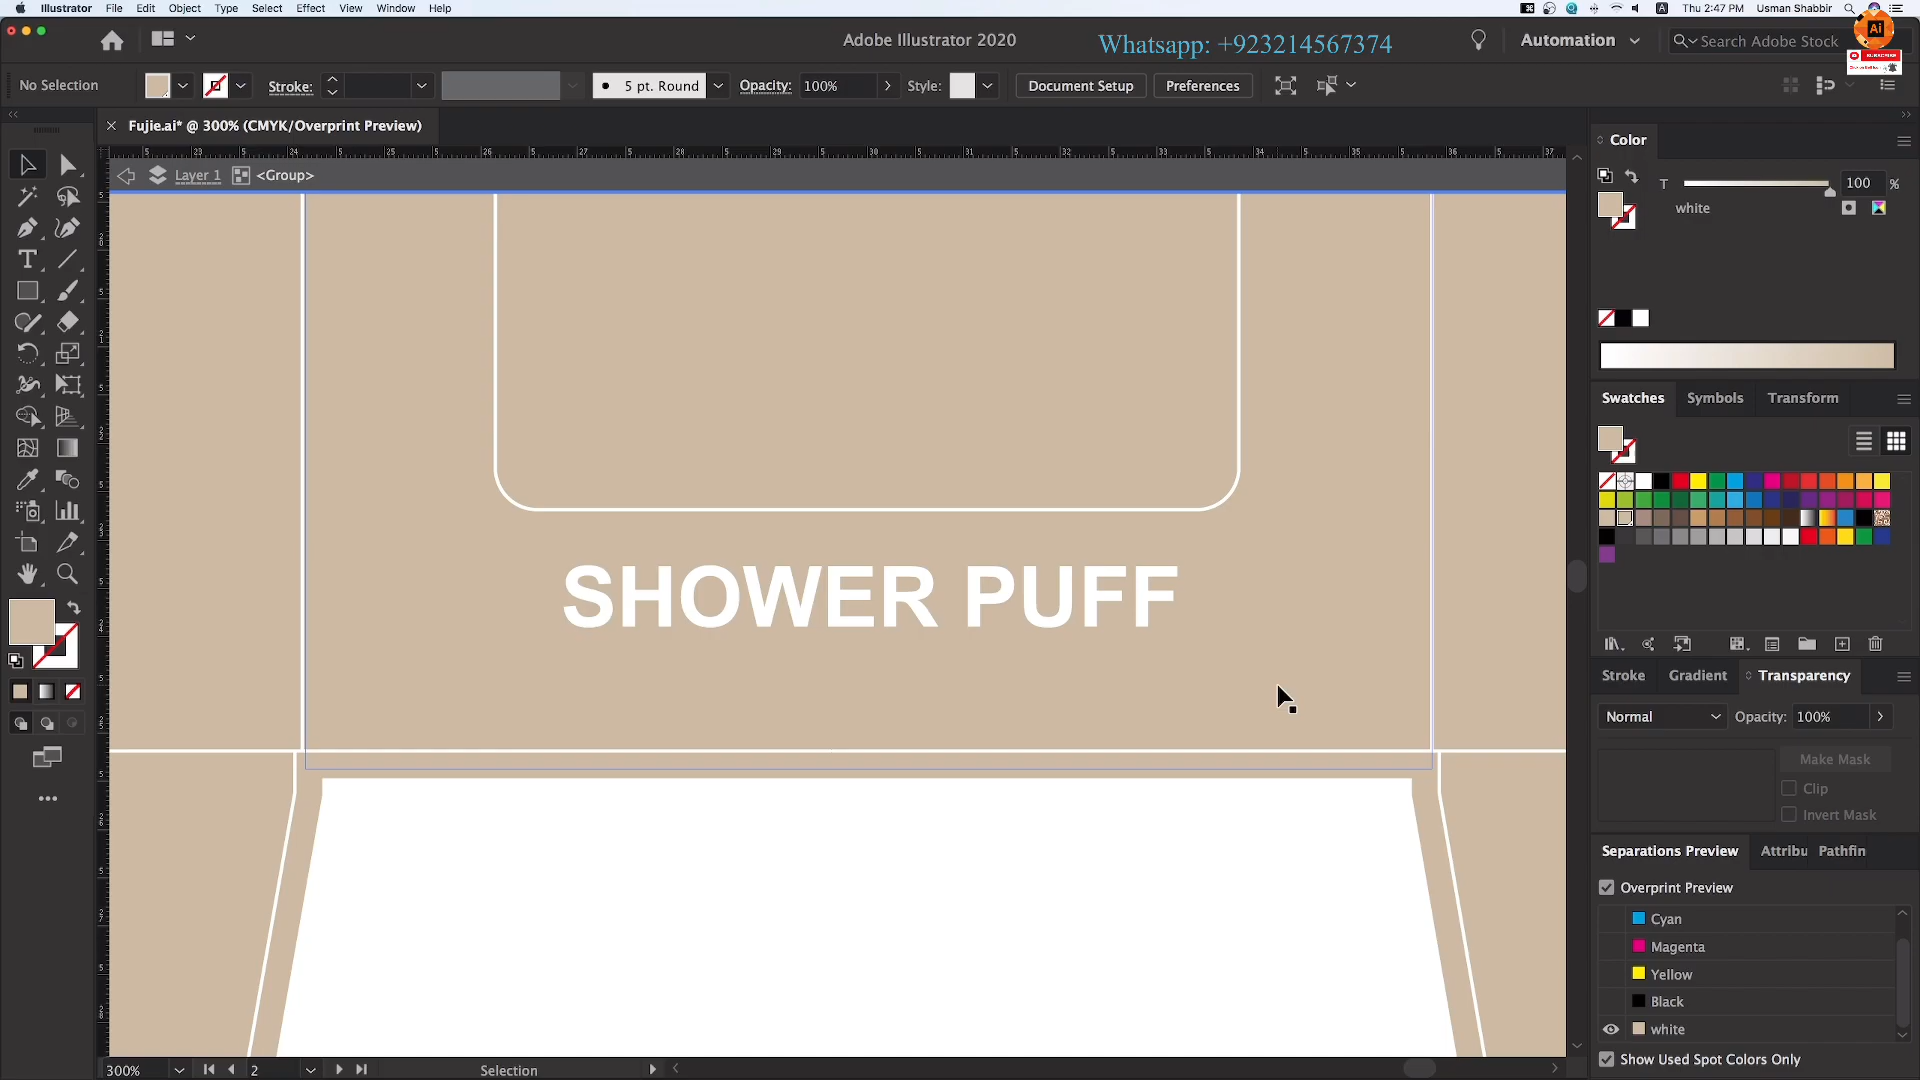 Illustrator File Edit Object Type Select Effect View Window Help
Thu 2:47 PM Usman Shabbir
Adobe Illustrator 2020
Whatsapp: +923214567374
Automation
Search Adobe Stock
Ai
SUBSCRIBE
No Selection
Stroke:
5 pt. Round
Opacity: 100%
Style:
Document Setup
Preferences
Fujie.ai* @ 300% (CMYK/Overprint Preview)
Layer 1
<Group>
SHOWER PUFF
Color
T 100 %
white
Swatches Symbols Transform
Stroke Gradient Transparency
Normal Opacity: 100%
Make Mask
Clip
Invert Mask
Separations Preview Attribu Pathfin
Overprint Preview
Cyan
Magenta
Yellow
Black
white
Show Used Spot Colors Only
300% 2 Selection